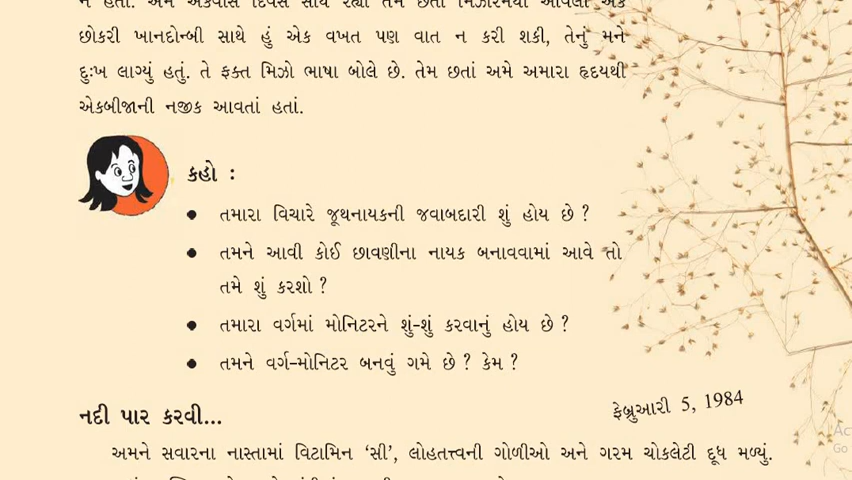 છોકરી ખાનદોન્બી સાથે હું એક વખત પણ વાત ન કરી શકી, તેનું મને
દુઃખ લાગ્યું હતું. તે ફક્ત મિઝો ભાષા બોલે છે. તેમ છતાં અમે અમારા હૃદયથી
એકબીજાની નજીક આવતાં હતાં.
કહો :
• તમારા વિચારે જૂથનાયકની જવાબદારી શું હોય છે ?
• તમને આવી કોઈ છાવણીના નાયક બનાવવામાં આવે તો
તમે શું કરશો ?
• તમારા વર્ગમાં મોનિટરને શું-શું કરવાનું હોય છે ?
• તમને વર્ગ-મોનિટર બનવું ગમે છે ? કેમ ?
ફેબ્રુઆરી 5, 1984
નદી પાર કરવી...
અમને સવારના નાસ્તામાં વિટામિન ‘સી’, લોહતત્ત્વની ગોળીઓ અને ગરમ ચોકલેટી દૂધ મળ્યું.